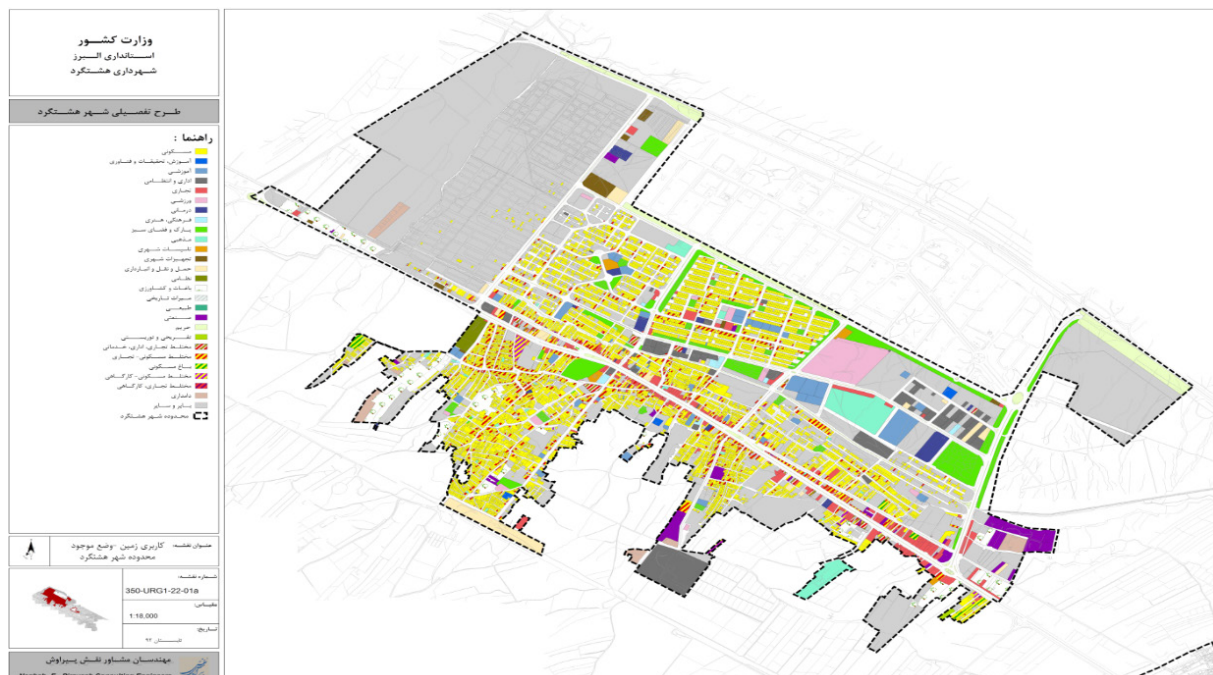 وزارت کشور
استانداری البرز
شهرداری هشتگرد
طرح تفصیلی شهر هشتگرد
راهنما :
مسکونی
آموزش، تحقیقات و فناوری
آموزشی
اداری و انتظامی
تجاری
ورزشی
درمانی
فرهنگی، هنری
پارک و فضای سبز
مذهبی
تاسیسات شهری
تجهیزات شهری
حمل و نقل و انبارداری
نظامی
باغات و کشاورزی
میراث تاریخی
طبیعی
صنعتی
حریم
تفریحی و توریستی
مختلط تجاری، اداری، خدماتی
مختلط مسکونی- تجاری
باغ مسکونی
مختلط مسکونی- کارگاهی
مختلط تجاری، کارگاهی
دامداری
بایر و سایر
محدوده شهر هشتگرد
عنوان نقشه: کاربری زمین -وضع موجود
محدوده شهر هشتگرد
شماره نقشه:
350-URG1-22-01a
مقیاس:
1:18,000
تاریخ:
تابستان ۹۲
مهندسان مشاور نقش پیراوش